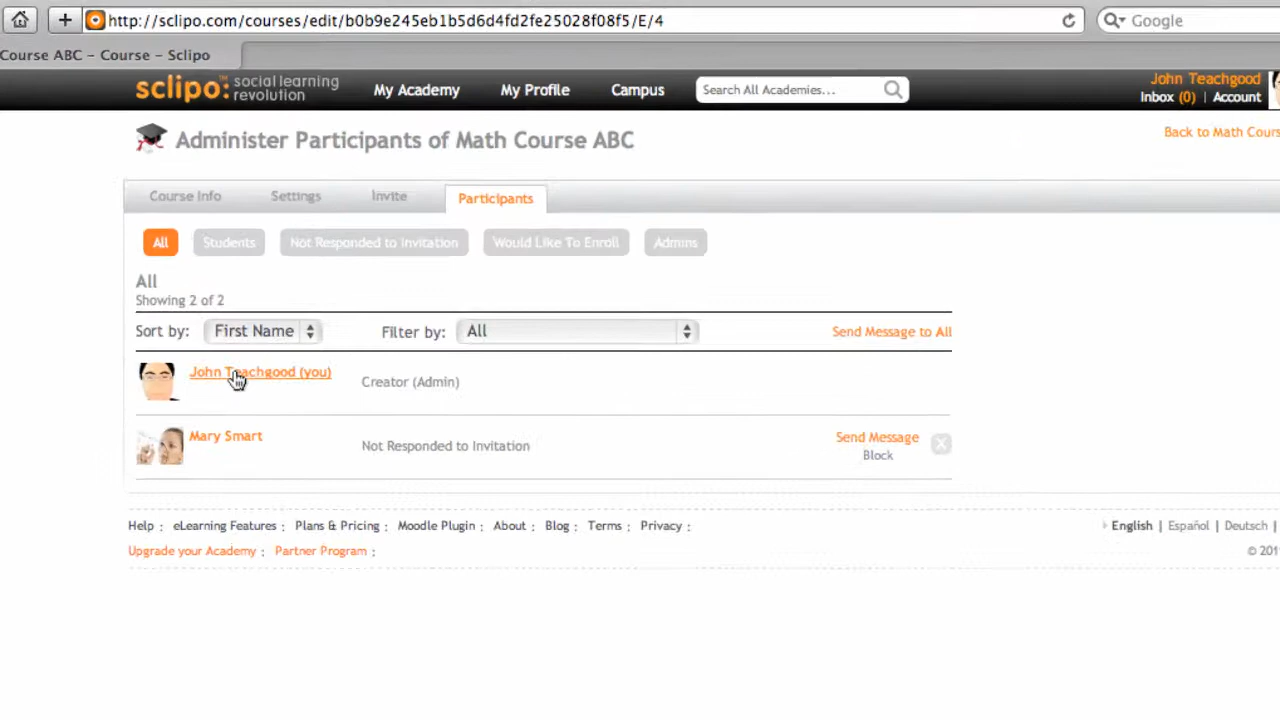 http://sclipo.com/courses/edit/b0b9e245eb1b5d6d4fd2fe25028f08f5/E/4
Google
Course ABC – Course – Sclipo
sclipo: social learning revolution
My Academy
My Profile
Campus
Search All Academies...
John Teachgood
Inbox (0) | Account
Administer Participants of Math Course ABC
Back to Math Cours
Course Info
Settings
Invite
Participants
All
Students
Not Responded to Invitation
Would Like To Enroll
Admins
All
Showing 2 of 2
Sort by: First Name
Filter by: All
Send Message to All
John Teachgood (you)
Creator (Admin)
Mary Smart
Not Responded to Invitation
Send Message
Block
Help : eLearning Features : Plans & Pricing : Moodle Plugin : About : Blog : Terms : Privacy :
English | Español | Deutsch |
Upgrade your Academy : Partner Program :
© 201